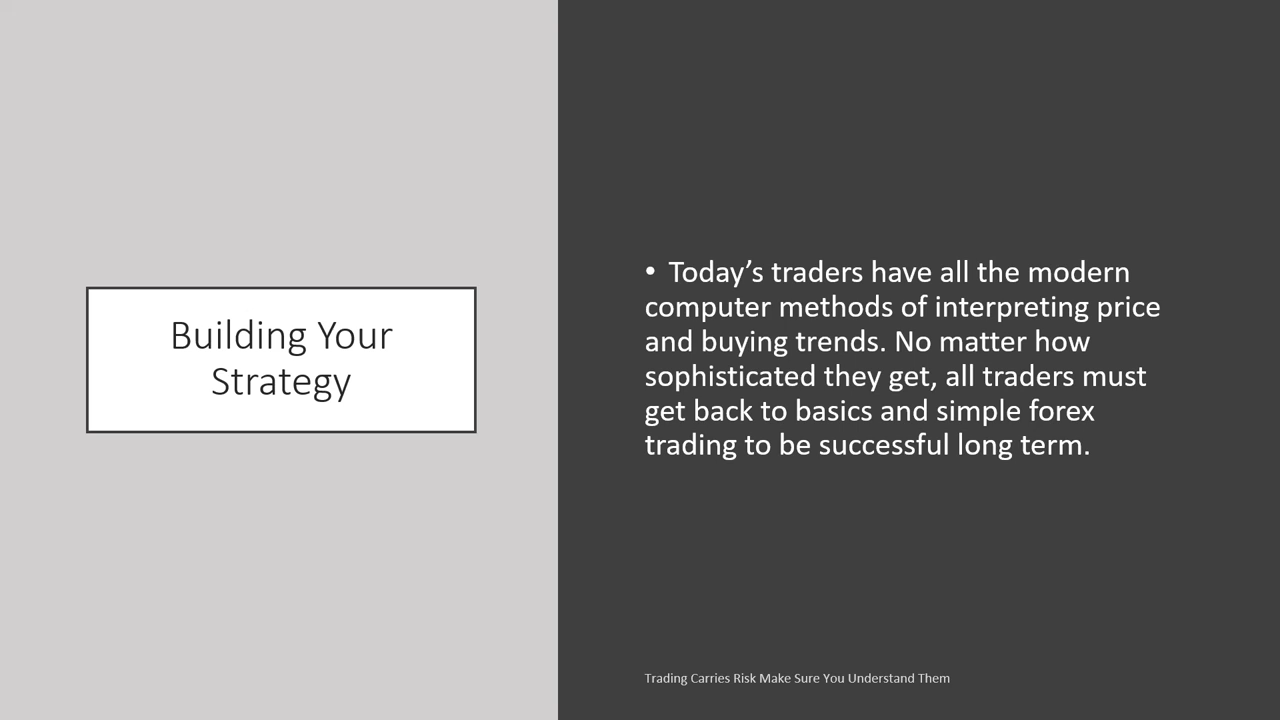 Building Your
Strategy
• Today’s traders have all the modern
computer methods of interpreting price
and buying trends. No matter how
sophisticated they get, all traders must
get back to basics and simple forex
trading to be successful long term.
Trading Carries Risk Make Sure You Understand Them